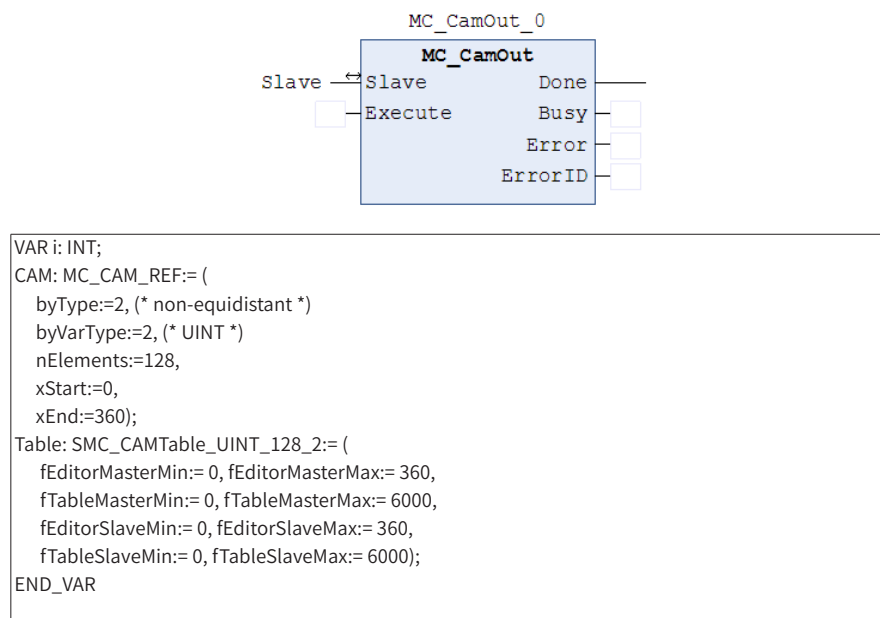 MC_CamOut_0
MC_CamOut
Slave Slave Done
Execute Busy
Error
ErrorID
VAR i: INT;
CAM: MC_CAM_REF:= (
byType:=2, (* non-equidistant *)
byVarType:=2, (* UINT *)
nElements:=128,
xStart:=0,
xEnd:=360);
Table: SMC_CAMTable_UINT_128_2:= (
fEditorMasterMin:= 0, fEditorMasterMax:= 360,
fTableMasterMin:= 0, fTableMasterMax:= 6000,
fEditorSlaveMin:= 0, fEditorSlaveMax:= 360,
fTableSlaveMin:= 0, fTableSlaveMax:= 6000);
END_VAR